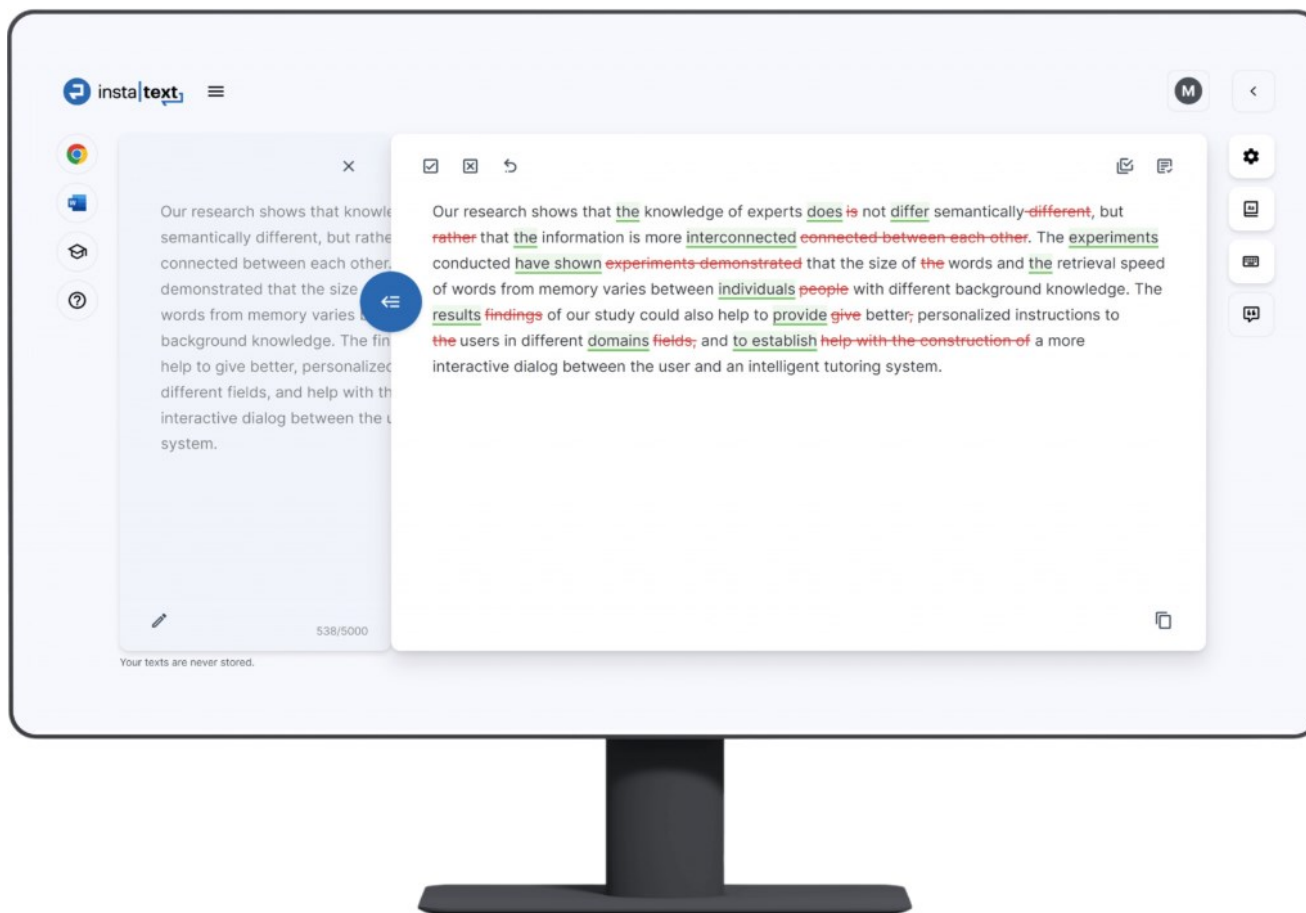 insta|text
M
Our research shows that knowle
semantically different, but rathe
connected between each other.
demonstrated that the size
words from memory varies
background knowledge. The fin
help to give better, personalized
different fields, and help with th
interactive dialog between the u
system.
538/5000
Your texts are never stored.
Our research shows that the knowledge of experts does is not differ semantically different, but
rather that the information is more interconnected connected between each other. The experiments
conducted have shown experiments demonstrated that the size of the words and the retrieval speed
of words from memory varies between individuals people with different background knowledge. The
results findings of our study could also help to provide give better, personalized instructions to
the users in different domains fields, and to establish help with the construction of a more
interactive dialog between the user and an intelligent tutoring system.